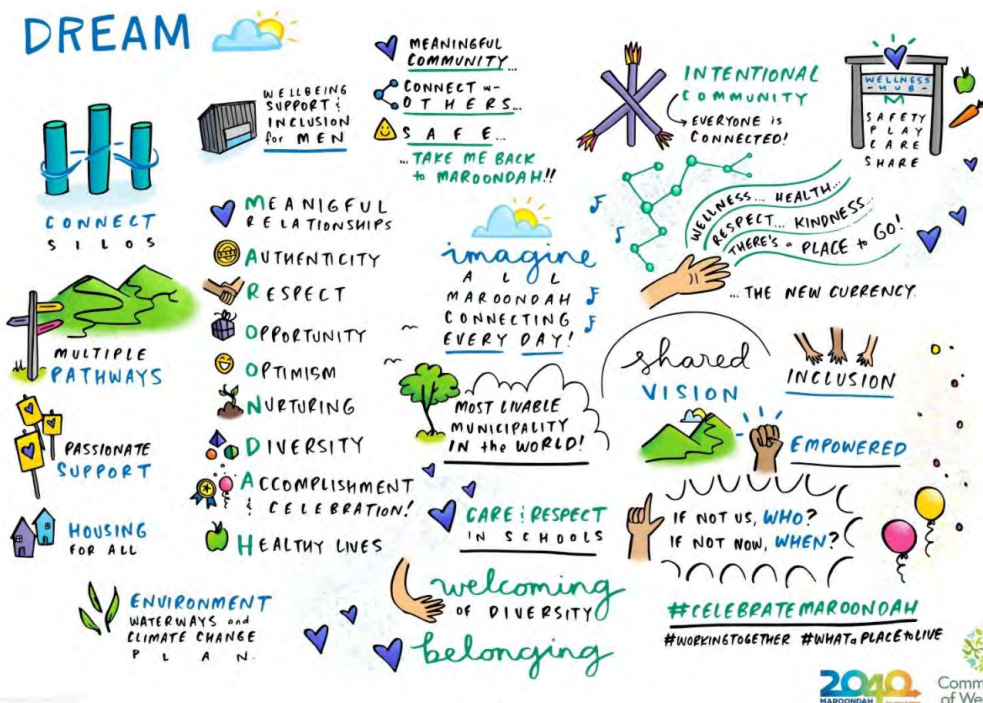 DREAM
CONNECT
SILOS
MULTIPLE
PATHWAYS
PASSIONATE
SUPPORT
HOUSING
FOR ALL
ENVIRONMENT
WATERWAYS and
CLIMATE CHANGE
PLAN.
WELLBEING
SUPPORT &
INCLUSION
for MEN
MEANIGFUL
RELATIONSHIPS
AUTHENTICITY
RESPECT
OPPORTUNITY
OPTIMISM
NURTURING
DIVERSITY
ACCOMPLISHMENT
& CELEBRATION!
HEALTHY LIVES
MEANINGFUL
COMMUNITY...
CONNECT w-
OTHERS...
SAFE...
...TAKE ME BACK
to MAROONDAH!!
imagine
ALL
MAROONDAH
CONNECTING
EVERY DAY!
MOST LIVABLE
MUNICIPALITY
IN the WORLD!
CARE & RESPECT
IN SCHOOLS
welcoming
OF DIVERSITY
belonging
INTENTIONAL
COMMUNITY
EVERYONE is
CONNECTED!
WELLNESS
-HUB-
M
SAFETY
PLAY
CARE
SHARE
WELLNESS... HEALTH...
RESPECT... KINDNESS...
THERE'S a PLACE to GO!
...THE NEW CURRENCY.
shared
VISION
INCLUSION
EMPOWERED
IF NOT US, WHO?
IF NOT NOW, WHEN?
#CELEBRATEMAROONDAH
#WORKINGTOGETHER #WHATaPLACEtoLIVE
2040
MAROONDAH
Comm
of We